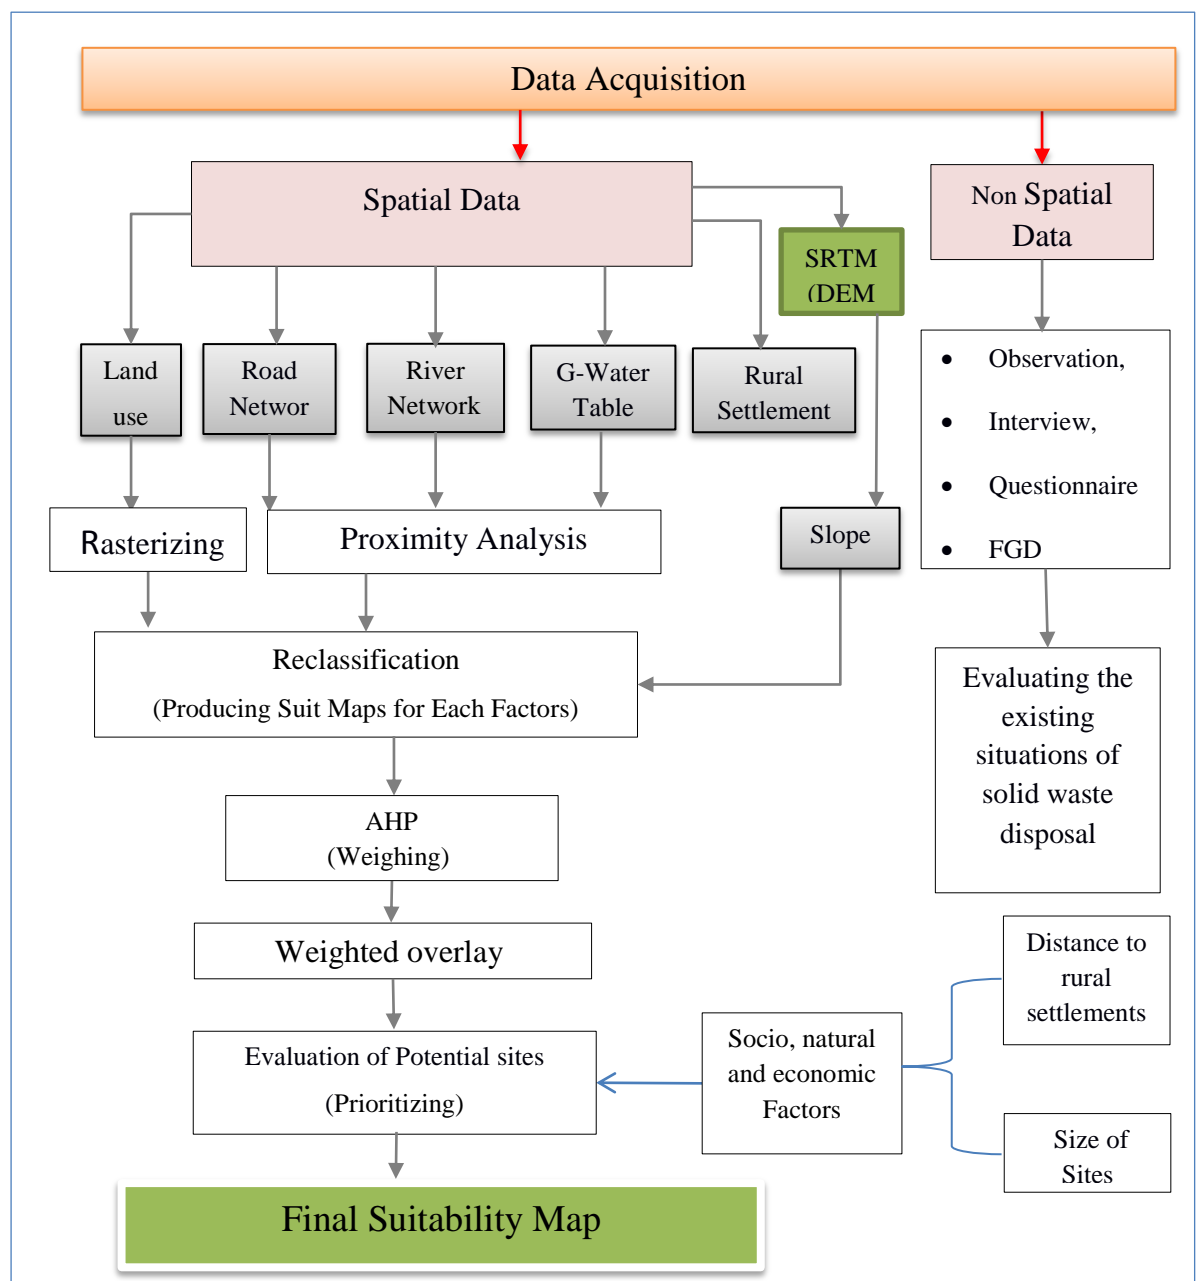 Data Acquisition
Spatial Data
Non Spatial
Data
SRTM
(DEM
Land
use
Road
Networ
River
Network
G-Water
Table
Rural
Settlement
• Observation,
• Interview,
• Questionnaire
• FGD
Rasterizing
Proximity Analysis
Slope
Reclassification
(Producing Suit Maps for Each Factors)
Evaluating the
existing
situations of
solid waste
disposal
AHP
(Weighing)
Weighted overlay
Distance to
rural
settlements
Evaluation of Potential sites
(Prioritizing)
Socio, natural
and economic
Factors
Size of
Sites
Final Suitability Map